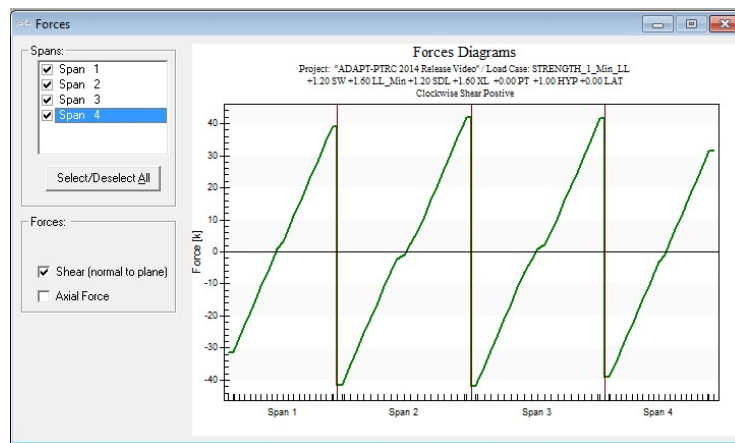 Forces
Spans:
Span 1
Span 2
Span 3
Span 4
Select/Deselect All
Forces:
Shear (normal to plane)
Axial Force
Forces Diagrams
Project: "ADAPT-PTRC 2014 Release Video" / Load Case: STRENGTH_1_Min_LL
+1.20 SW +1.60 LL_Min +1.20 SDL +1.60 XL +0.00 PT +1.00 HYP +0.00 LAT
Clockwise Shear Postive
Force [k]
40
30
20
10
0
-10
-20
-30
-40
Span 1 Span 2 Span 3 Span 4